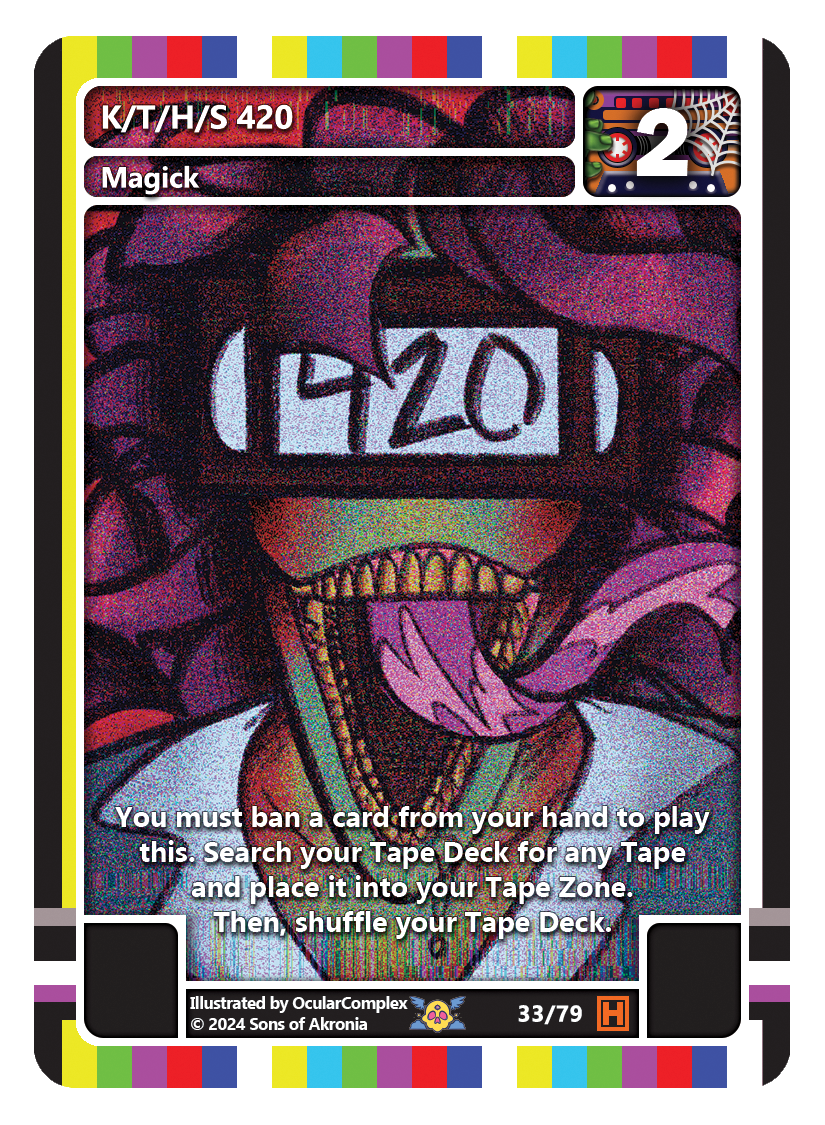 K/T/H/S 420
2
Magick
420
You must ban a card from your hand to play
this. Search your Tape Deck for any Tape
and place it into your Tape Zone.
Then, shuffle your Tape Deck.
Illustrated by OcularComplex
© 2024 Sons of Akronia
33/79
H